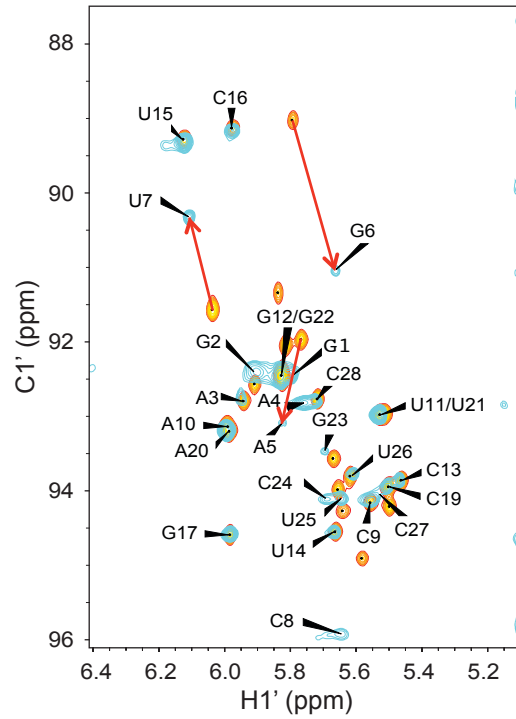 88
C16
U15
90
U7
G6
92
G12/G22
G2
G1
C28
A3
A4
U11/U21
A10
G23
A5
A20
U26
C13
94
C24
C19
U25
C27
G17
U14
C9
C8
96
6.4 6.2 6.0 5.8 5.6 5.4 5.2
H1' (ppm)
C1' (ppm)